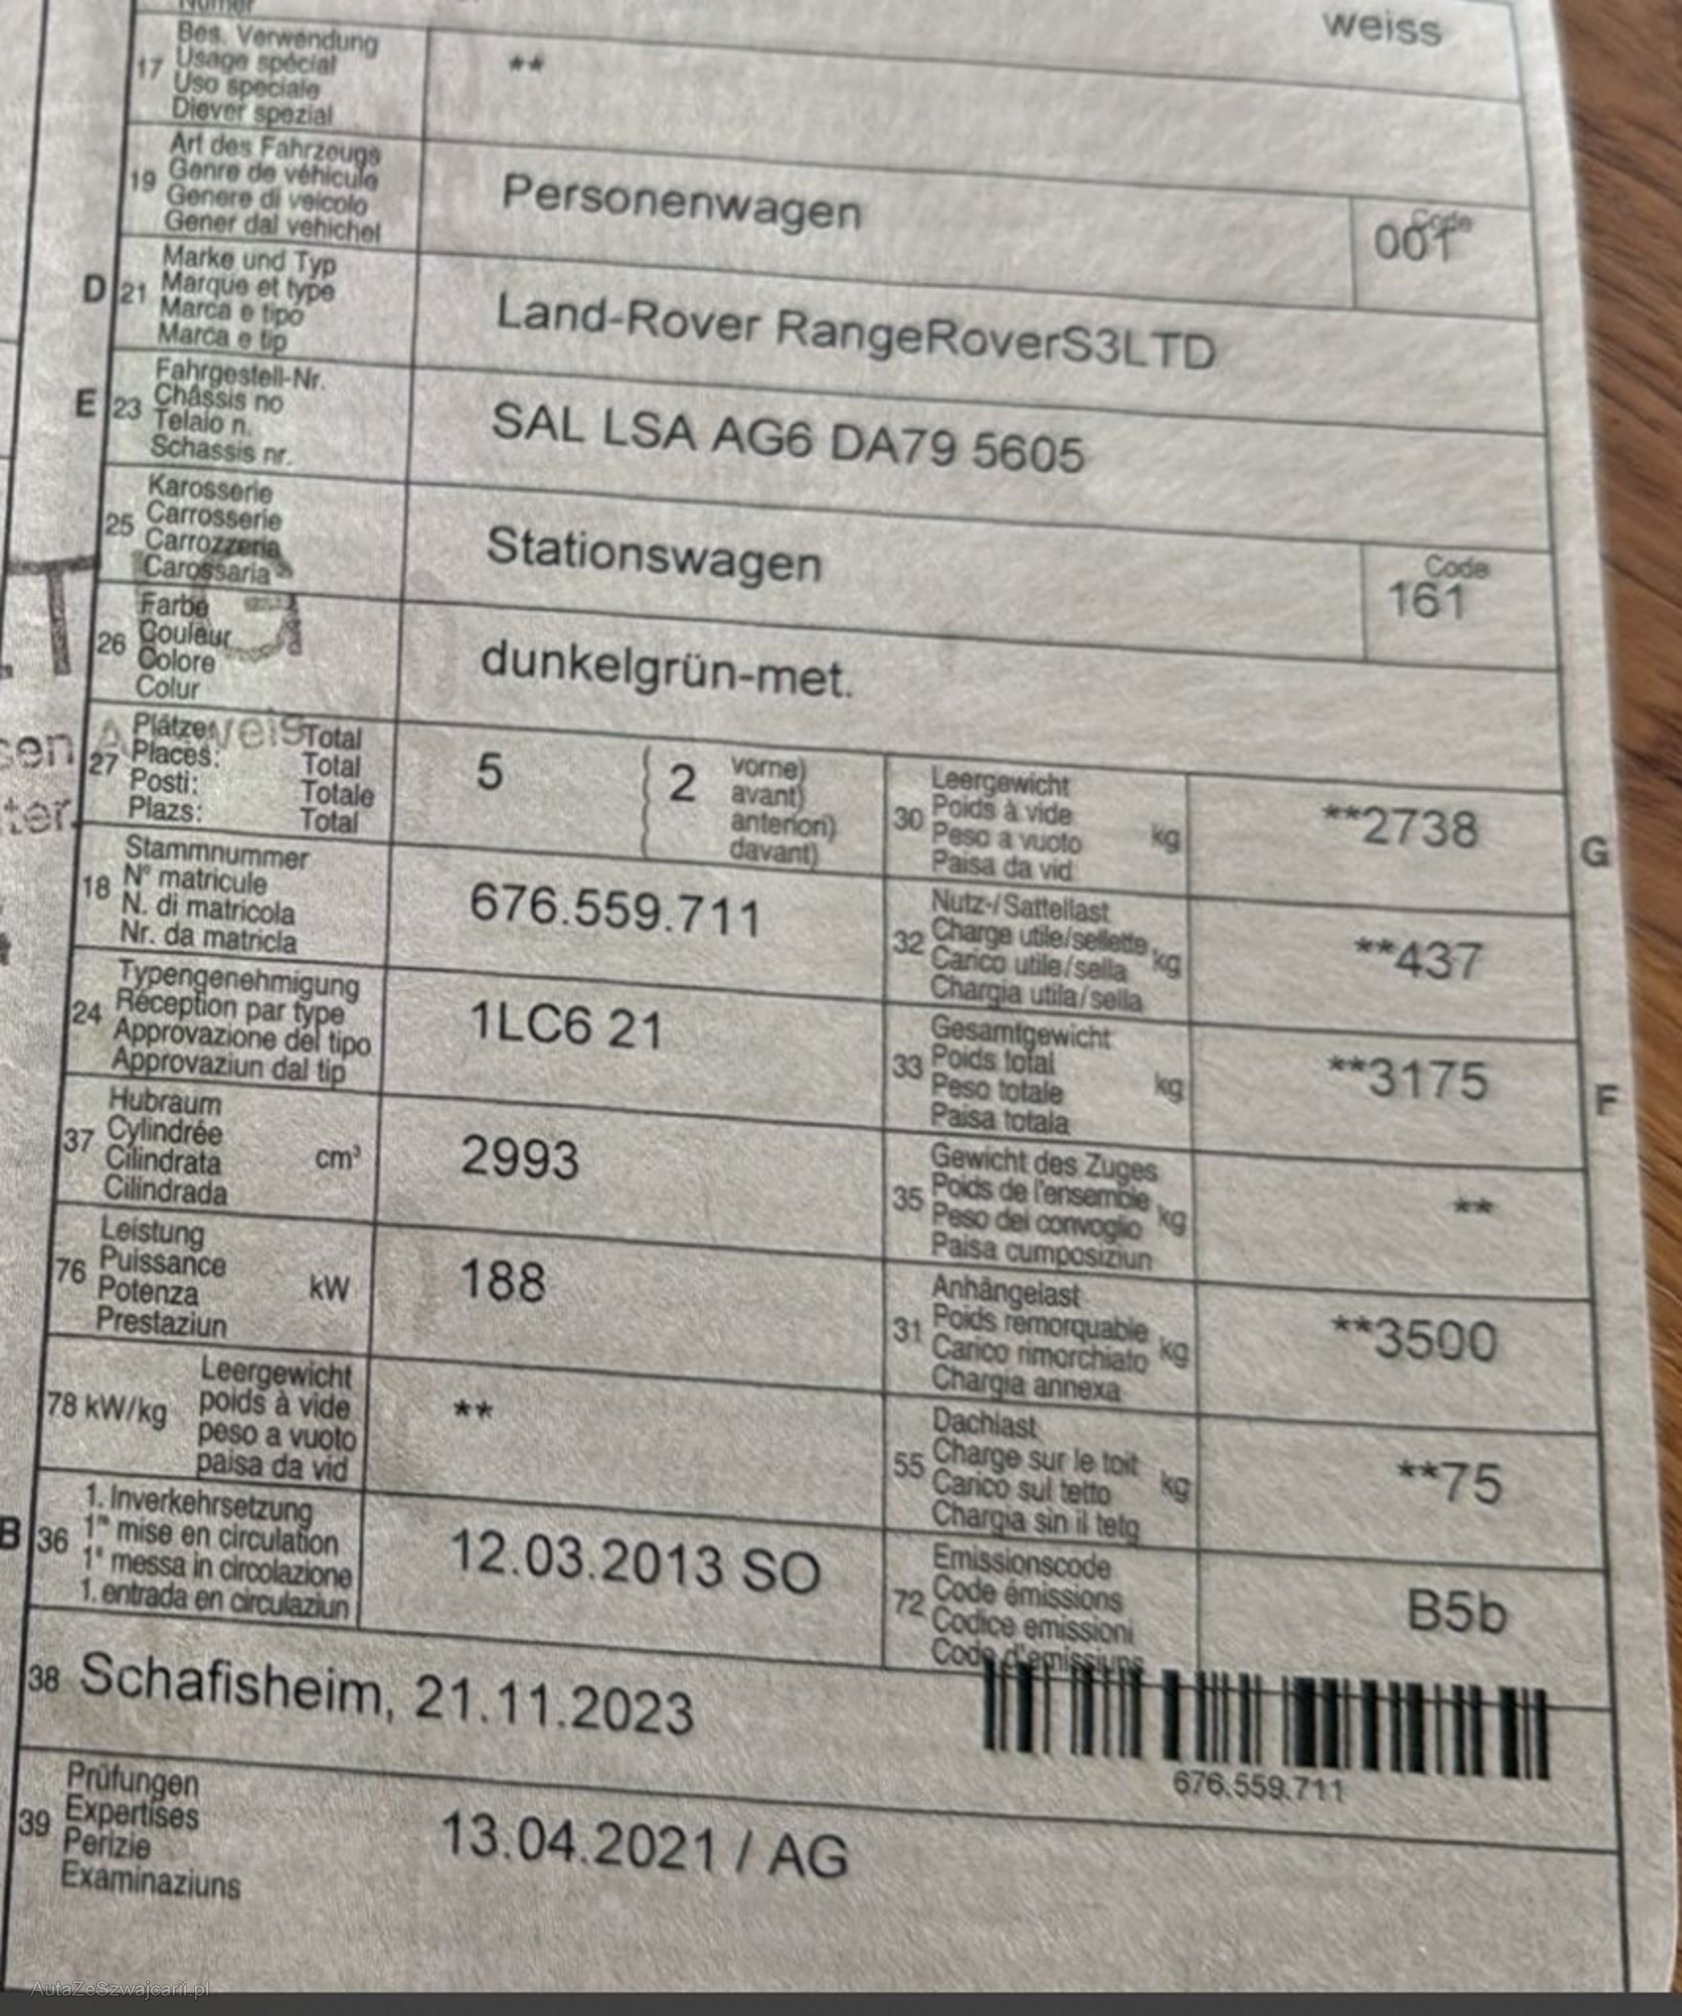 weiss
17 Bes. Verwendung
Usage spécial
Uso speciale
Diever spezial
**
19 Art des Fahrzeugs
Genre de véhicule
Genere di veicolo
Gener dal vehichel
Personenwagen
Code
001
D 21 Marke und Typ
Marque et type
Marca e tipo
Marca e tip
Land-Rover RangeRoverS3LTD
E 23 Fahrgestell-Nr.
Châssis no
Telaio n.
Schassis nr.
SAL LSA AG6 DA79 5605
25 Karosserie
Carrosserie
Carrozzeria
Carossaria
Stationswagen
Code
161
26 Farbe
Couleur
Colore
Colur
dunkelgrün-met.
27 Plätze: Total
Places: Total
Posti: Totale
Plazs: Total
5
2
vorne)
avant)
anteriori)
davant)
30 Leergewicht
Poids à vide
Peso a vuoto kg
Paisa da vid
**2738
G
18 Stammnummer
N° matricule
N. di matricola
Nr. da matricla
676.559.711
32 Nutz-/Sattellast
Charge utile/sellette kg
Carico utile/sella
Chargia utila/sella
**437
24 Typengenehmigung
Réception par type
Approvazione del tipo
Approvaziun dal tip
1LC6 21
33 Gesamtgewicht
Poids total
Peso totale kg
Paisa totala
**3175
F
37 Hubraum
Cylindrée
Cilindrata cm³
Cilindrada
2993
35 Gewicht des Zuges
Poids de l'ensemble kg
Peso del convoglio
Paisa cumposiziun
**
76 Leistung
Puissance
Potenza kW
Prestaziun
188
31 Anhängelast
Poids remorquable kg
Carico rimorchiato
Chargia annexa
**3500
78 kW/kg Leergewicht
poids à vide
peso a vuoto
paisa da vid
**
55 Dachlast
Charge sur le toit kg
Carico sul tetto
Chargia sin il tetg
**75
B 36 1. Inverkehrsetzung
1re mise en circulation
1a messa in circolazione
1. entrada en circulaziun
12.03.2013 SO
72 Emissionscode
Code émissions
Codice emissioni
Code d'emissiuns
B5b
38 Schafisheim, 21.11.2023
676.559.711
39 Prüfungen
Expertises
Perizie
Examinaziuns
13.04.2021 / AG
AutaZeSzwajcarii.pl